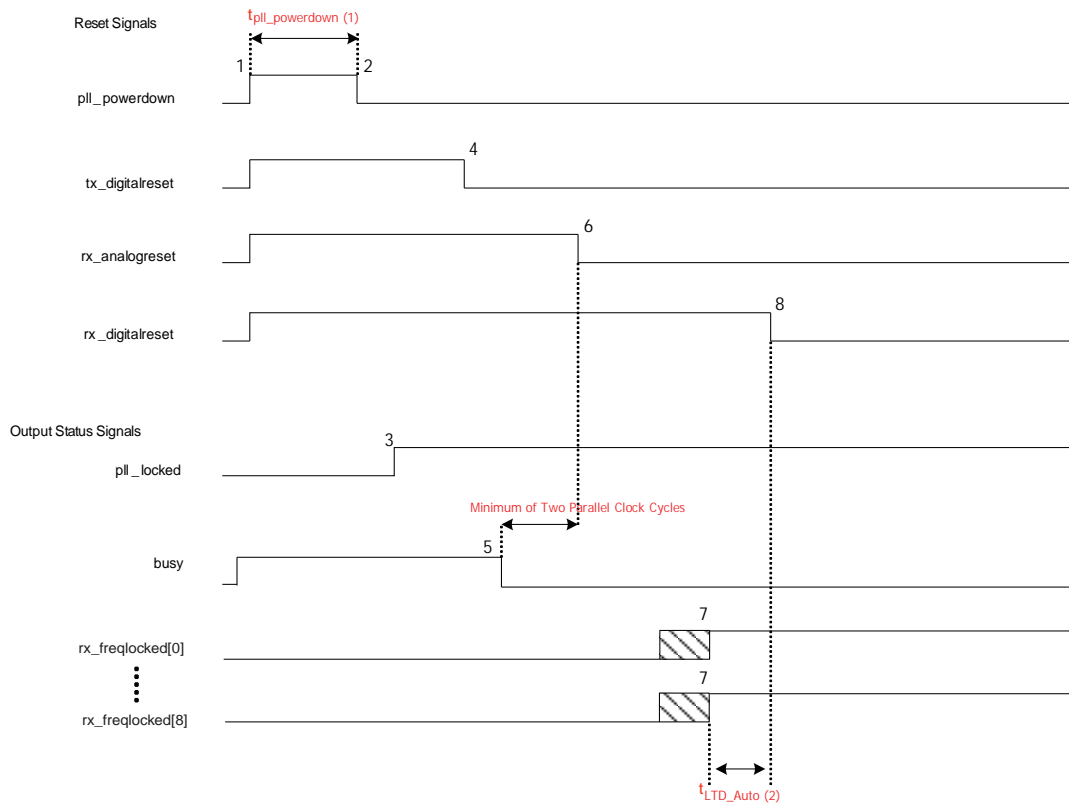 Reset Signals
tpll_powerdown (1)
1
2
pll_powerdown
4
tx_digitalreset
6
rx_analogreset
8
rx_digitalreset
Output Status Signals
3
pll_locked
Minimum of Two Parallel Clock Cycles
5
busy
7
rx_freqlocked[0]
7
rx_freqlocked[8]
tLTD_Auto (2)